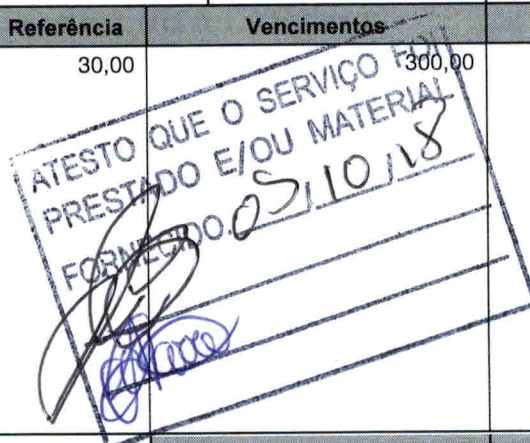 Referência Vencimentos
30,00 300,00
ATESTO QUE O SERVIÇO FOI
PRESTADO E/OU MATERIAL
FORNECIDO. 05/10/18